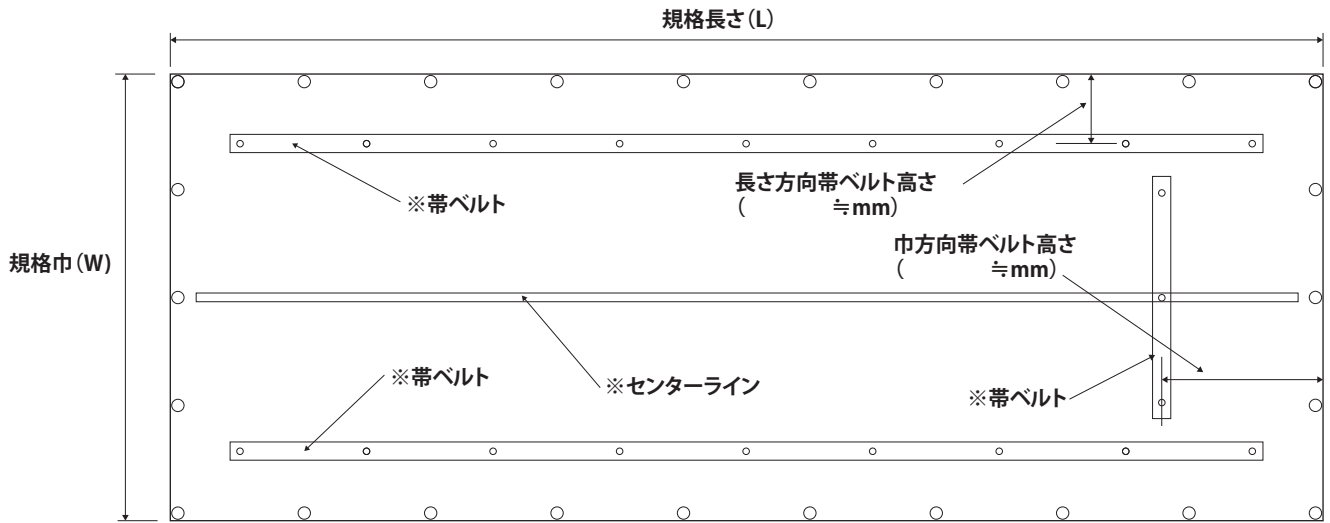 規格長さ(L)
長さ方向帯ベルト高さ
(　　　　≒mm)
※帯ベルト
巾方向帯ベルト高さ
(　　　　≒mm)
規格巾(W)
※帯ベルト
※センターライン
※帯ベルト